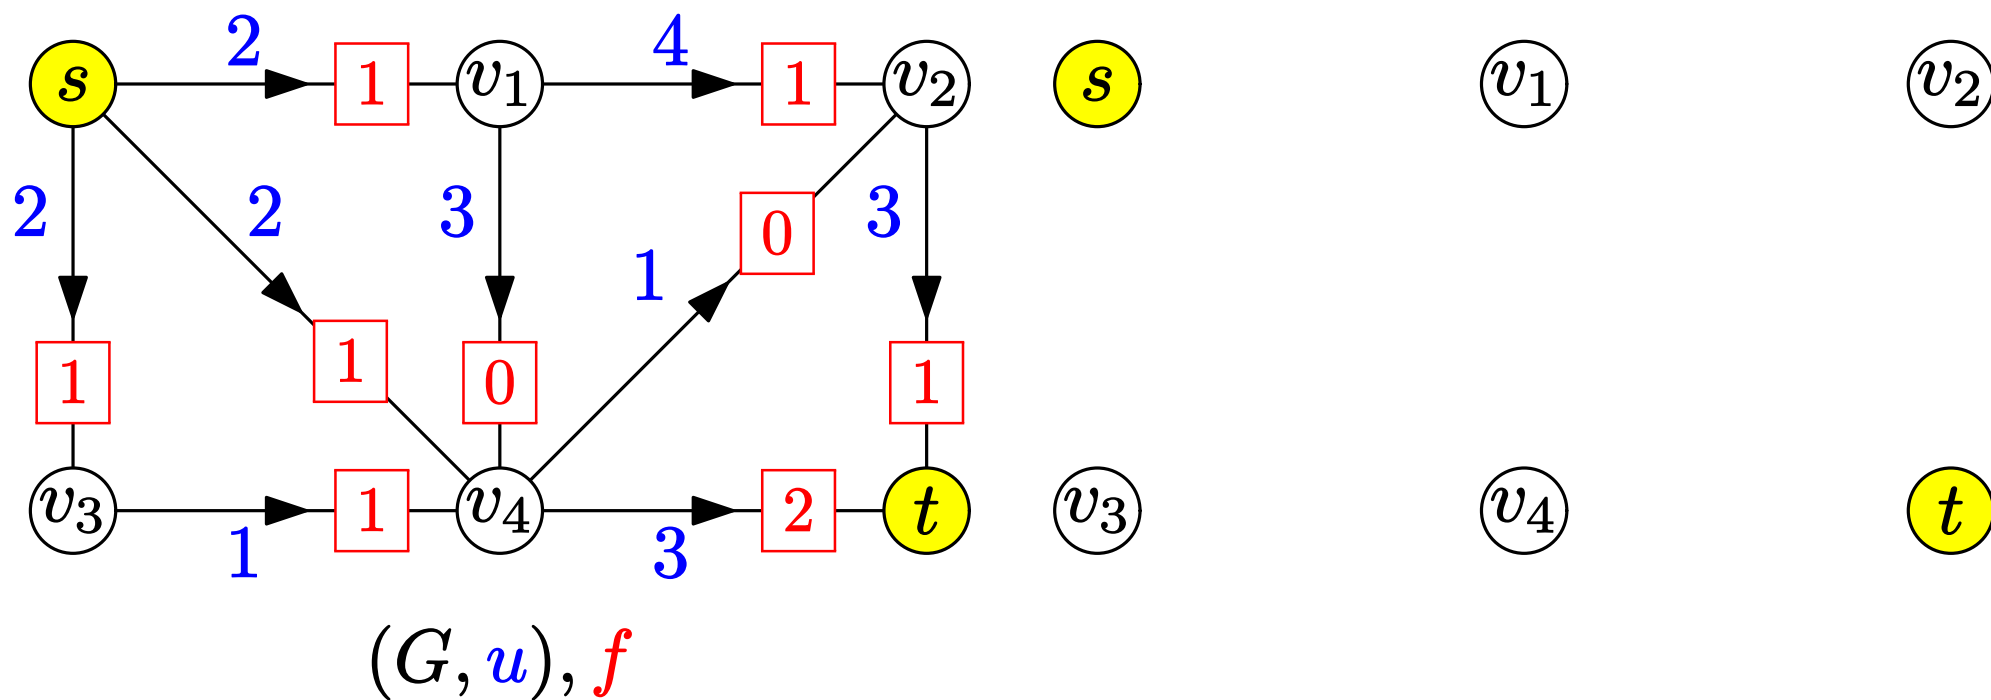 2 4
s 1 v₁ 1 v₂ s v₁ v₂
2 2 3 0 3
1
1 1 0 1
v₃ 1 v₄ 2 t v₃ v₄ t
1 3
(G, u), f